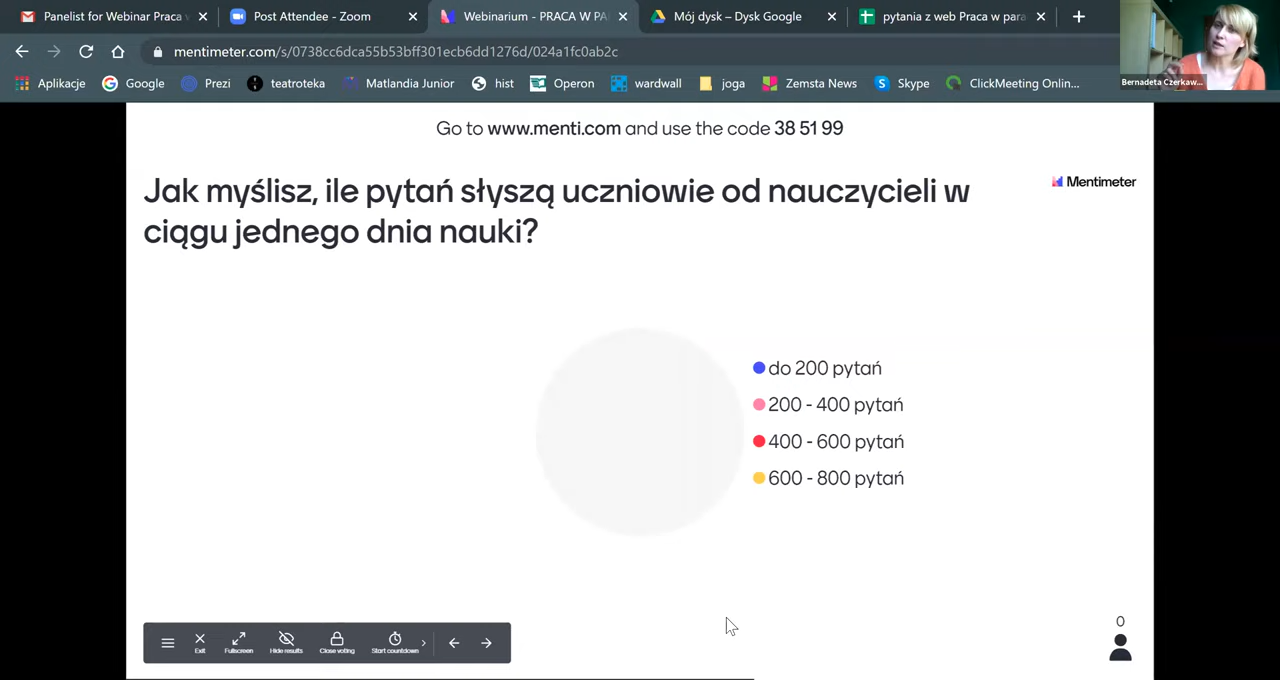 Panelist for Webinar Praca w
Post Attendee - Zoom
Webinarium - PRACA W PA
Mój dysk – Dysk Google
pytania z web Praca w para
mentimeter.com/s/0738cc6dca55b53bff301ecb6dd1276d/024a1fc0ab2c
Aplikacje
Google
Prezi
teatroteka
Matlandia Junior
hist
Operon
wardwall
joga
Zemsta News
Skype
ClickMeeting Onlin...
Bernadeta Czerkaw...
Go to www.menti.com and use the code 38 51 99
Jak myślisz, ile pytań słyszą uczniowie od nauczycieli w
ciągu jednego dnia nauki?
Mentimeter
do 200 pytań
200 - 400 pytań
400 - 600 pytań
600 - 800 pytań
Exit
Fullscreen
Hide results
Close voting
Start countdown
0